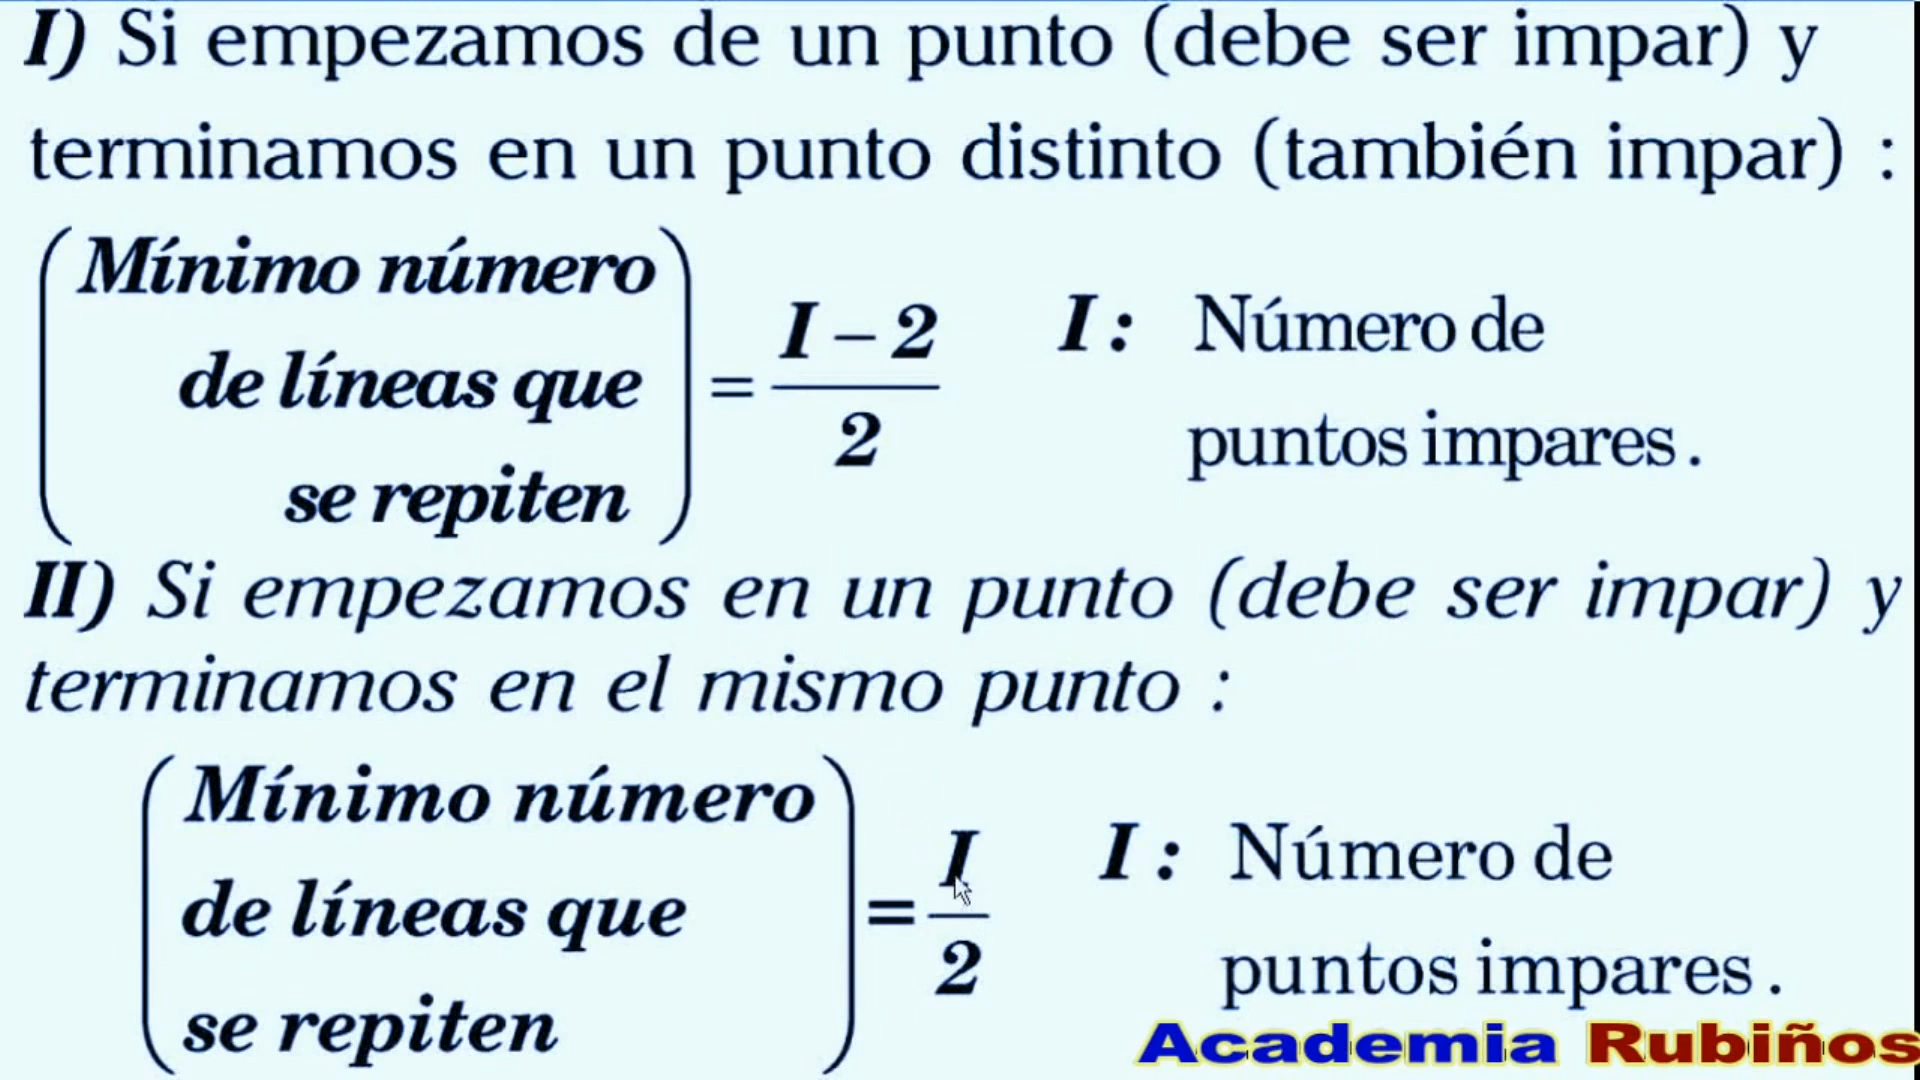 I) Si empezamos de un punto (debe ser impar) y
terminamos en un punto distinto (también impar) :
Mínimo número
de líneas que
se repiten
= I – 2
2
I : Número de
puntos impares .
II) Si empezamos en un punto (debe ser impar) y
terminamos en el mismo punto :
Mínimo número
de líneas que
se repiten
= I
2
I : Número de
puntos impares .
Academia Rubiños